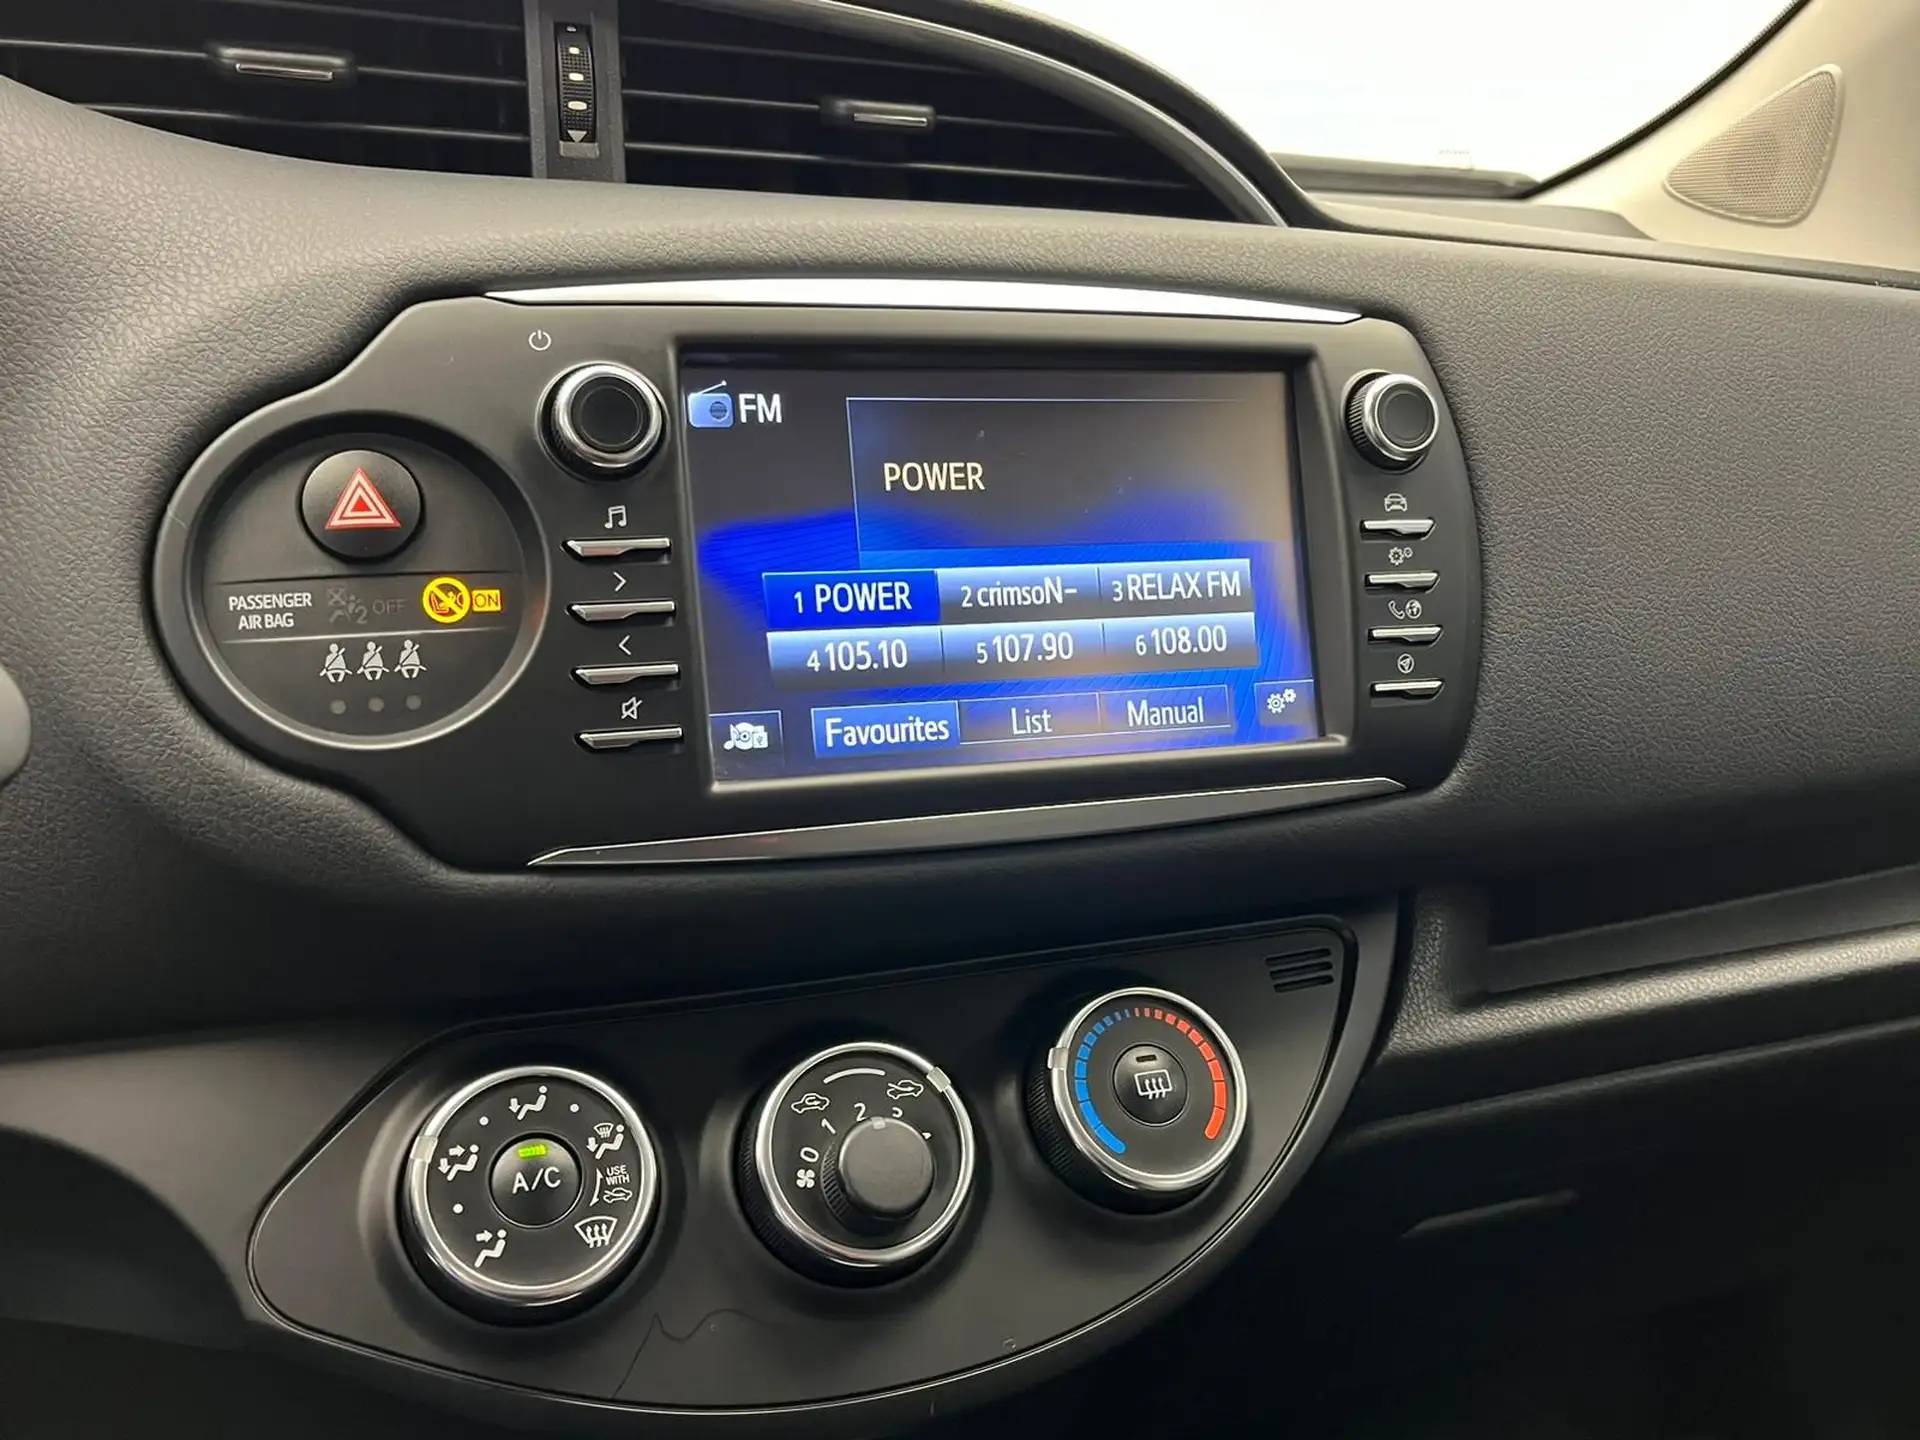 FM
POWER
PASSENGER
AIR BAG
2 OFF
ON
1 POWER
2 crimsoN-
3 RELAX FM
4 105.10
5 107.90
6 108.00
Favourites
List
Manual
A/C
USE
WITH
0
1
2